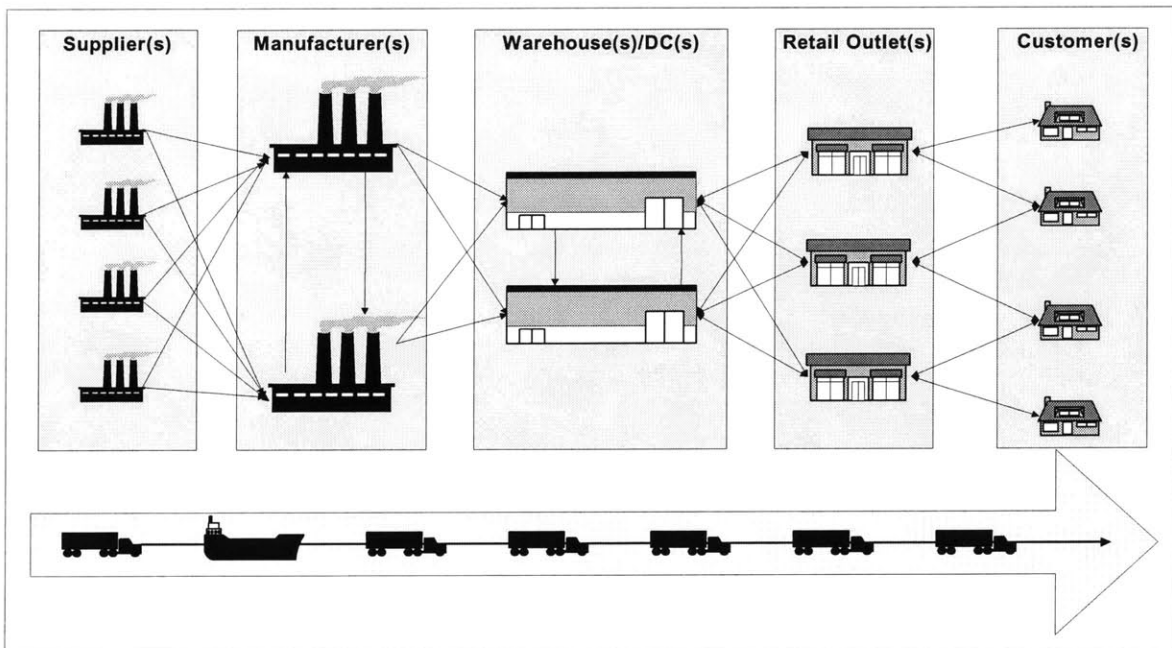 Supplier(s)
Manufacturer(s)
Warehouse(s)/DC(s)
Retail Outlet(s)
Customer(s)